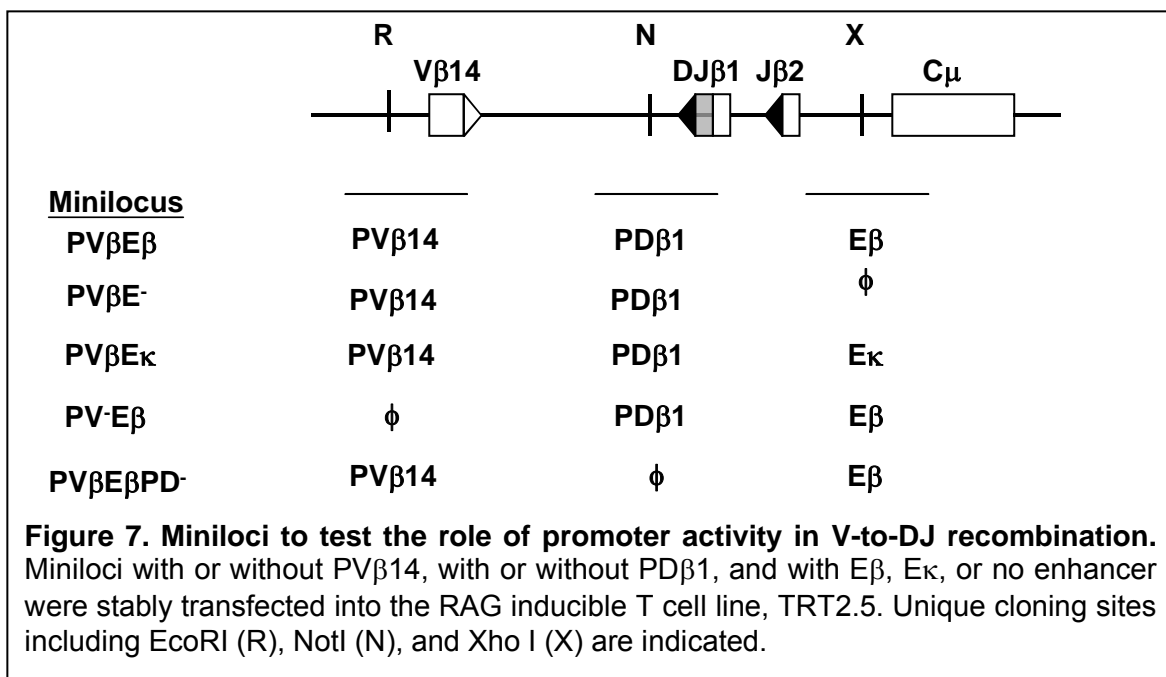 R N X
Vβ14 DJβ1 Jβ2 Cμ
Minilocus
PVβEβ PVβ14 PDβ1 Eβ
PVβE- PVβ14 PDβ1 ϕ
PVβEκ PVβ14 PDβ1 Eκ
PV-Eβ ϕ PDβ1 Eβ
PVβEβPD- PVβ14 ϕ Eβ
Figure 7. Miniloci to test the role of promoter activity in V-to-DJ recombination.
Miniloci with or without PVβ14, with or without PDβ1, and with Eβ, Eκ, or no enhancer
were stably transfected into the RAG inducible T cell line, TRT2.5. Unique cloning sites
including EcoRI (R), NotI (N), and Xho I (X) are indicated.